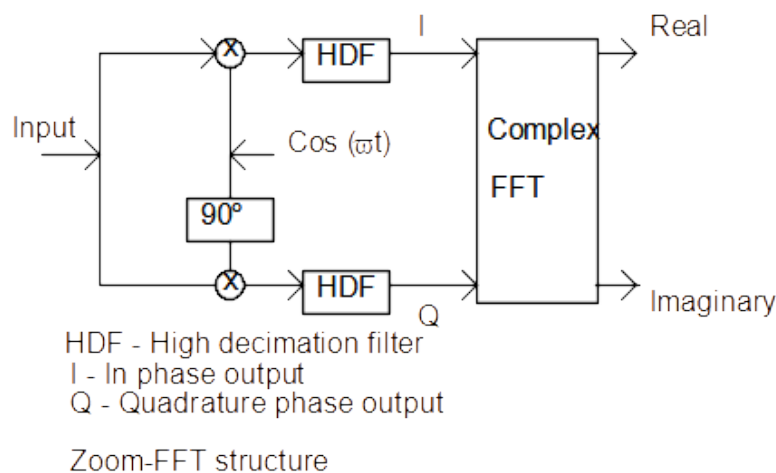 I
Real
X
HDF
Input
Cos (ϖt)
Complex
FFT
90º
X
HDF
Q
Imaginary
HDF - High decimation filter
I - In phase output
Q - Quadrature phase output
Zoom-FFT structure